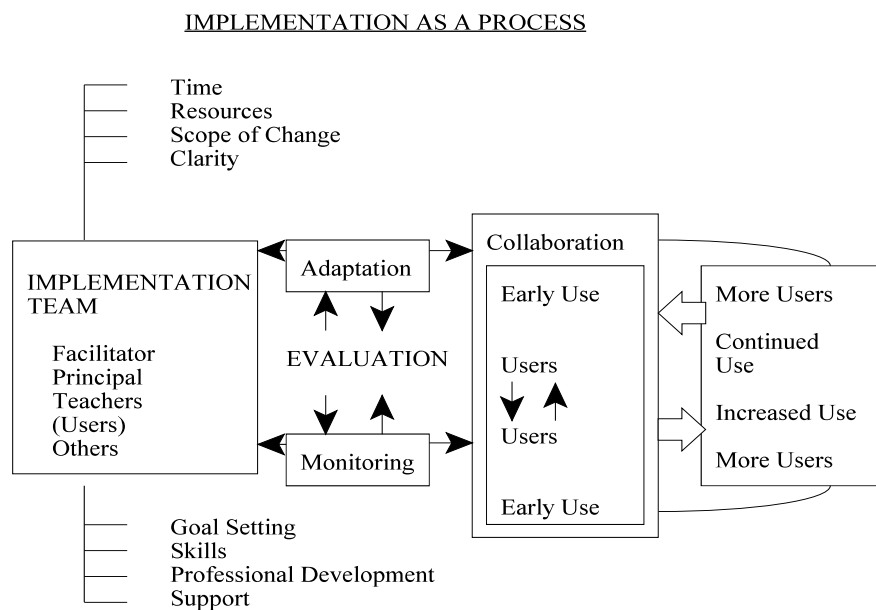 IMPLEMENTATION AS A PROCESS
Time
Resources
Scope of Change
Clarity
IMPLEMENTATION
TEAM
Facilitator
Principal
Teachers
(Users)
Others
Adaptation
EVALUATION
Monitoring
Collaboration
Early Use
Users
Users
Early Use
More Users
Continued
Use
Increased Use
More Users
Goal Setting
Skills
Professional Development
Support